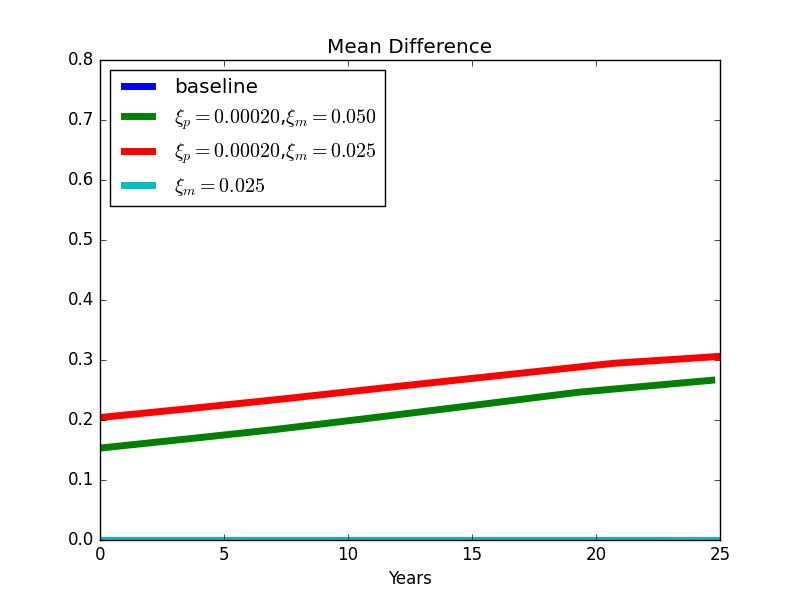 Mean Difference
0.8
0.7
0.6
0.5
0.4
0.3
0.2
0.1
0.0
baseline
ξₚ = 0.00020,ξₘ = 0.050
ξₚ = 0.00020,ξₘ = 0.025
ξₘ = 0.025
0 5 10 15 20 25
Years